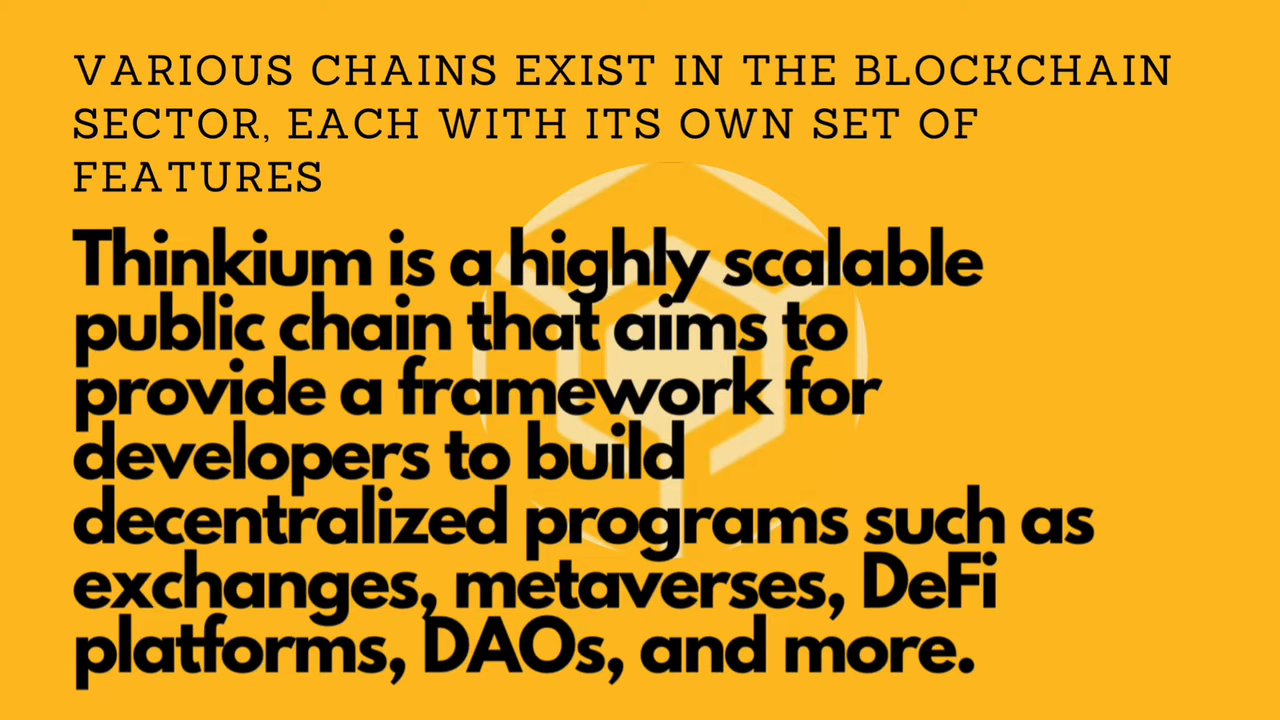 VARIOUS CHAINS EXIST IN THE BLOCKCHAIN
SECTOR, EACH WITH ITS OWN SET OF
FEATURES
Thinkium is a highly scalable
public chain that aims to
provide a framework for
developers to build
decentralized programs such as
exchanges, metaverses, DeFi
platforms, DAOs, and more.